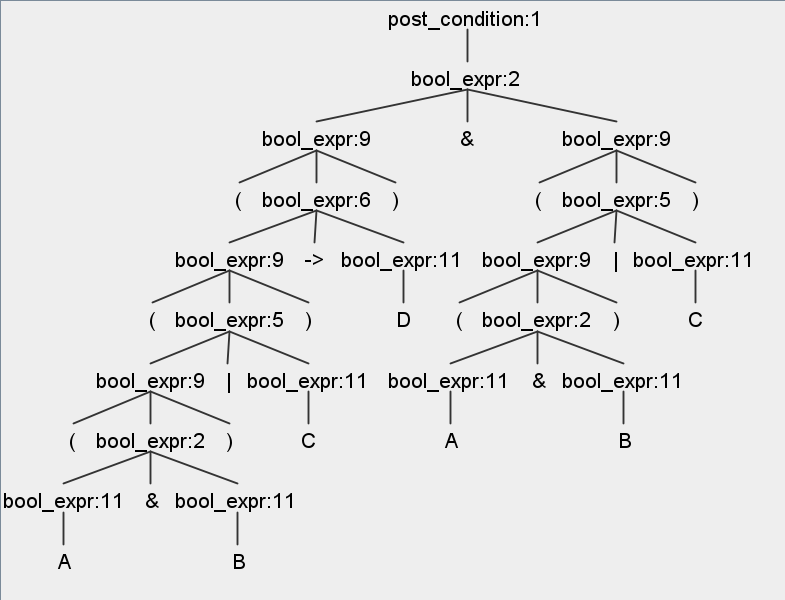 post_condition:1
bool_expr:2
bool_expr:9 & bool_expr:9
( bool_expr:6 ) ( bool_expr:5 )
bool_expr:9 -> bool_expr:11 bool_expr:9 | bool_expr:11
( bool_expr:5 ) D ( bool_expr:2 ) C
bool_expr:9 | bool_expr:11 bool_expr:11 & bool_expr:11
( bool_expr:2 ) C A B
bool_expr:11 & bool_expr:11
A B